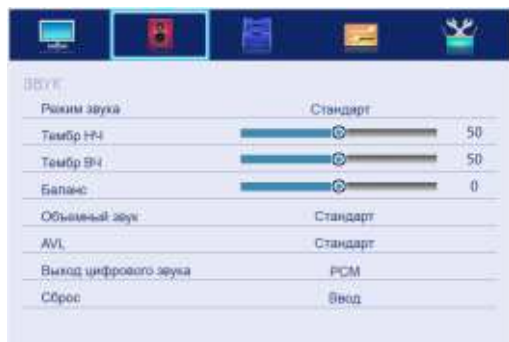 ЗВУК
Режим звука Стандарт
Тембр НЧ 50
Тембр ВЧ 50
Баланс 0
Объемный звук Стандарт
AVL Стандарт
Выход цифрового звука PCM
Сброс Ввод